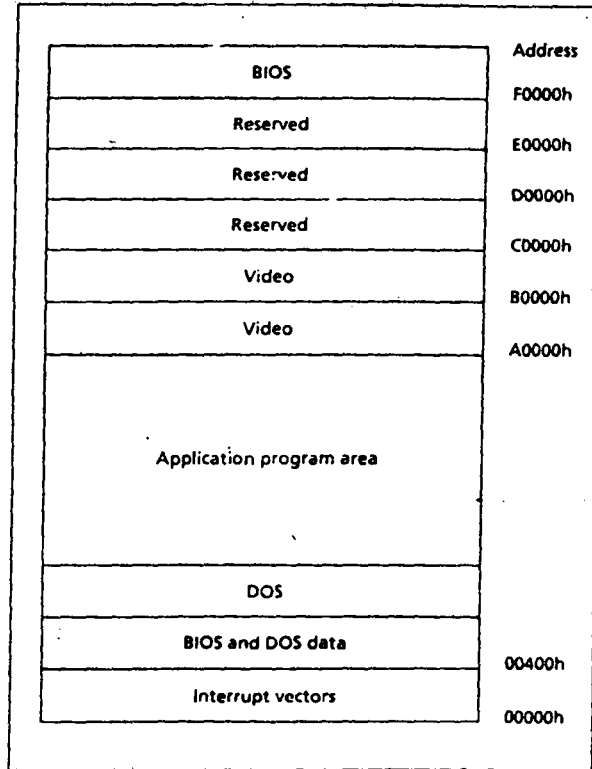 Address
BIOS
F0000h
Reserved
E0000h
Reserved
D0000h
Reserved
C0000h
Video
B0000h
Video
A0000h
Application program area
DOS
BIOS and DOS data
00400h
Interrupt vectors
00000h